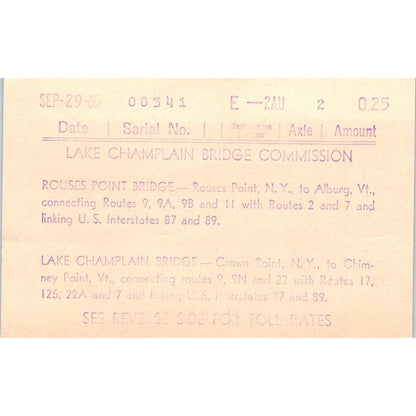 SEP-29-65 00341 E — 2AU 2 0.25
Date | Serial No. | | Axle | Amount
LAKE CHAMPLAIN BRIDGE COMMISSION
ROUSES POINT BRIDGE— Rouses Point, N. Y., to Alburg, Vt.,
connecting Routes 9, 9A, 9B and 11 with Routes 2 and 7 and
linking U. S. Interstates 87 and 89.
LAKE CHAMPLAIN BRIDGE— Crown Point, N. Y., to Chim-
ney Point, Vt., connecting routes 9, 9N and 22 with Routes 17,
125, 22A and 7 and linking U. S. Interstates 87 and 89.
SEE REVERSE SIDE FOR TOLL RATES